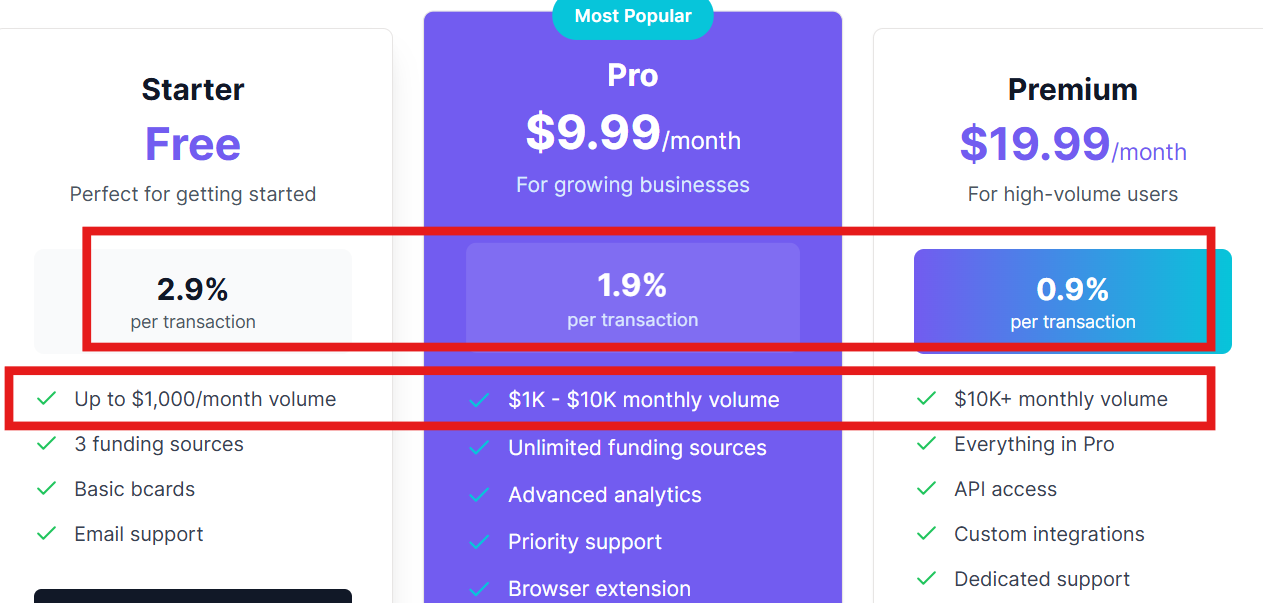 Most Popular
Starter
Free
Perfect for getting started
2.9%
per transaction
Up to $1,000/month volume
3 funding sources
Basic bcards
Email support
Pro
$9.99/month
For growing businesses
1.9%
per transaction
$1K - $10K monthly volume
Unlimited funding sources
Advanced analytics
Priority support
Browser extension
Premium
$19.99/month
For high-volume users
0.9%
per transaction
$10K+ monthly volume
Everything in Pro
API access
Custom integrations
Dedicated support